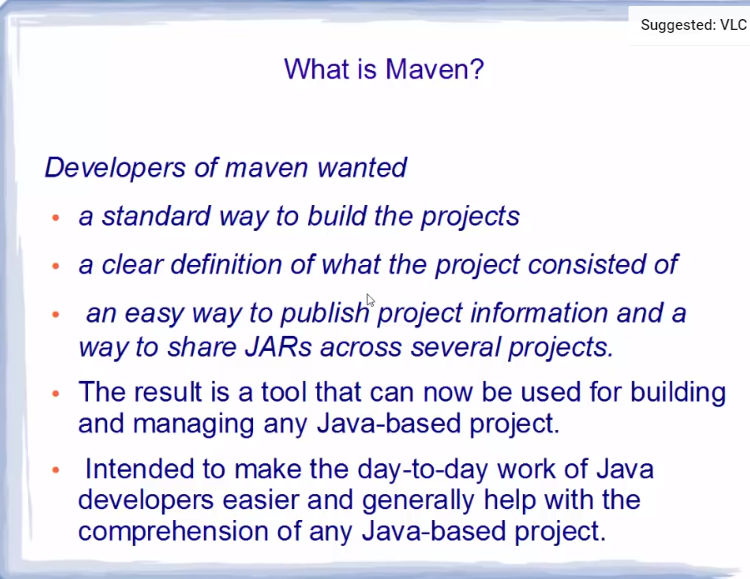 Suggested: VLC
What is Maven?
Developers of maven wanted
• a standard way to build the projects
• a clear definition of what the project consisted of
• an easy way to publish project information and a
way to share JARs across several projects.
• The result is a tool that can now be used for building
and managing any Java-based project.
• Intended to make the day-to-day work of Java
developers easier and generally help with the
comprehension of any Java-based project.